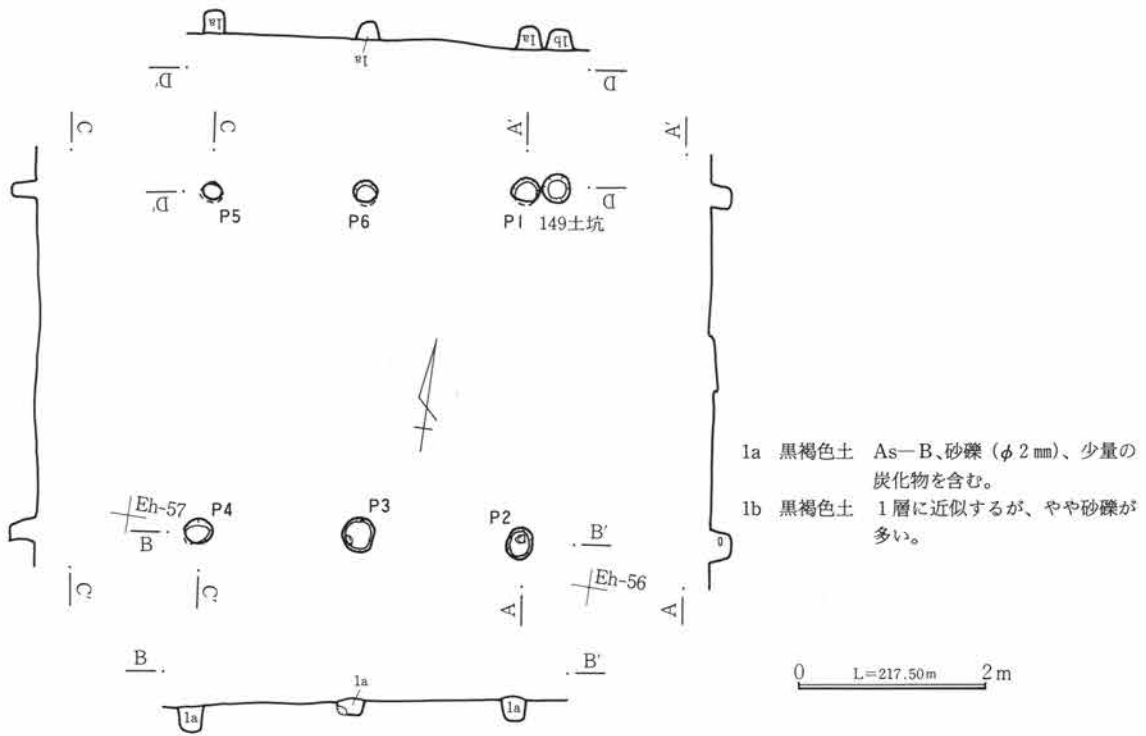 1a
1a
1a
1b
D'
D
C
C
A'
A'
D'
D
P5
P6
P1
149土坑
Eh-57
P4
P3
P2
B
B'
Eh-56
C'
C'
A
A
B
B'
1a
1a
1a
1a 黒褐色土 As—B、砂礫(φ2㎜)、少量の
炭化物を含む。
1b 黒褐色土 1層に近似するが、やや砂礫が
多い。
0 L=217.50m 2m